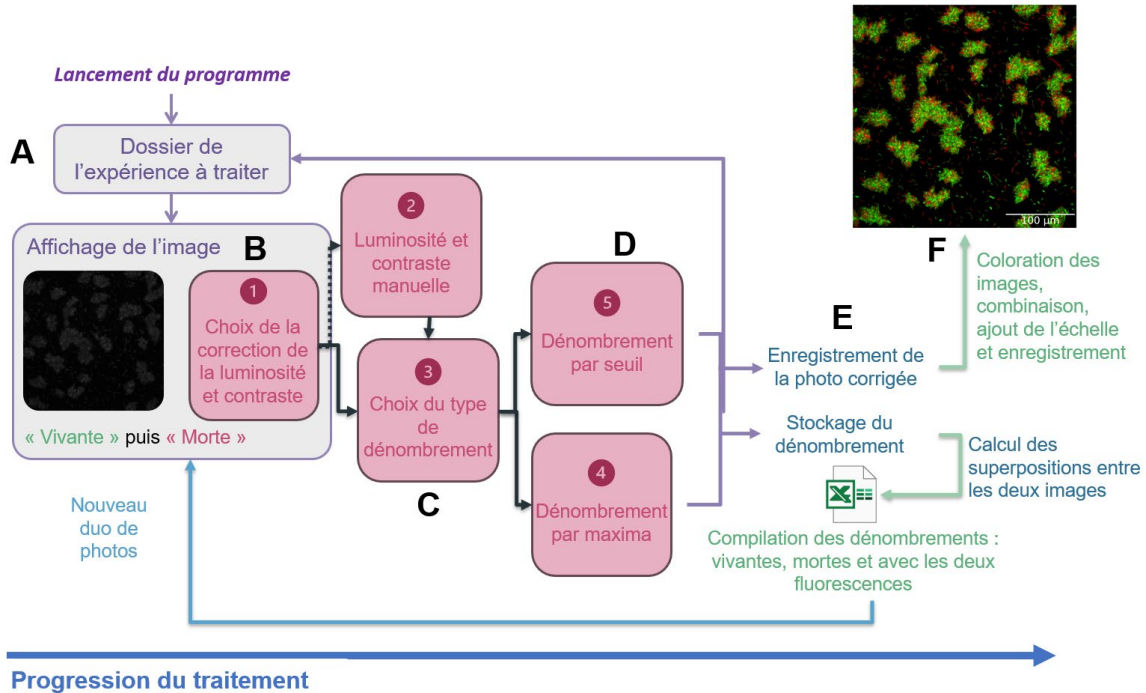 Lancement du programme
A
Dossier de
l'expérience à traiter
Affichage de l'image
B
1
Choix de la
correction de
la luminosité
et contraste
« Vivante » puis « Morte »
2
Luminosité et
contraste
manuelle
3
Choix du type
de
dénombrement
C
D
5
Dénombrement
par seuil
4
Dénombrement
par maxima
E
Enregistrement de
la photo corrigée
Stockage du
dénombrement
X
Calcul des
superpositions entre
les deux images
Compilation des dénombrements :
vivantes, mortes et avec les deux
fluorescences
100 µm
F
Coloration des
images,
combinaison,
ajout de l'échelle
et enregistrement
Nouveau
duo de
photos
Progression du traitement